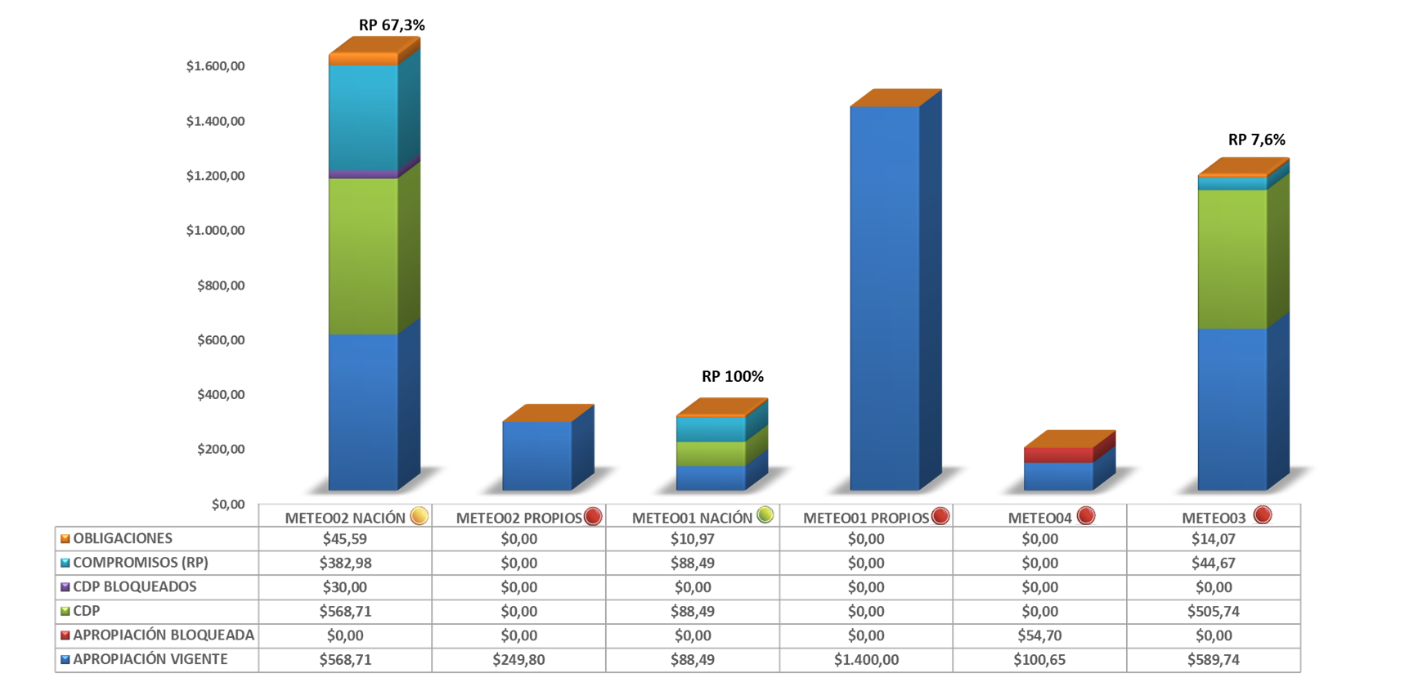 RP 67,3%
$1.600,00
$1.400,00
RP 7,6%
$1.200,00
$1.000,00
$800,00
$600,00
RP 100%
$400,00
$200,00
$0,00
METEO02 NACIÓN METEO02 PROPIOS METEO01 NACIÓN METEO01 PROPIOS METEO04 METEO03
OBLIGACIONES $45,59 $0,00 $10,97 $0,00 $0,00 $14,07
COMPROMISOS (RP) $382,98 $0,00 $88,49 $0,00 $0,00 $44,67
CDP BLOQUEADOS $30,00 $0,00 $0,00 $0,00 $0,00 $0,00
CDP $568,71 $0,00 $88,49 $0,00 $0,00 $505,74
APROPIACIÓN BLOQUEADA $0,00 $0,00 $0,00 $0,00 $54,70 $0,00
APROPIACIÓN VIGENTE $568,71 $249,80 $88,49 $1.400,00 $100,65 $589,74